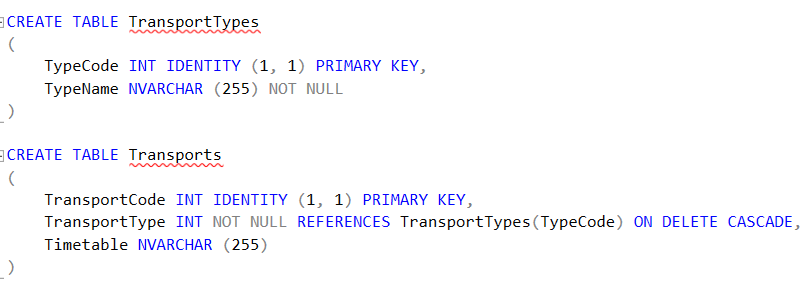 CREATE TABLE TransportTypes
(
TypeCode INT IDENTITY (1, 1) PRIMARY KEY,
TypeName NVARCHAR (255) NOT NULL
)
CREATE TABLE Transports
(
TransportCode INT IDENTITY (1, 1) PRIMARY KEY,
TransportType INT NOT NULL REFERENCES TransportTypes(TypeCode) ON DELETE CASCADE,
Timetable NVARCHAR (255)
)